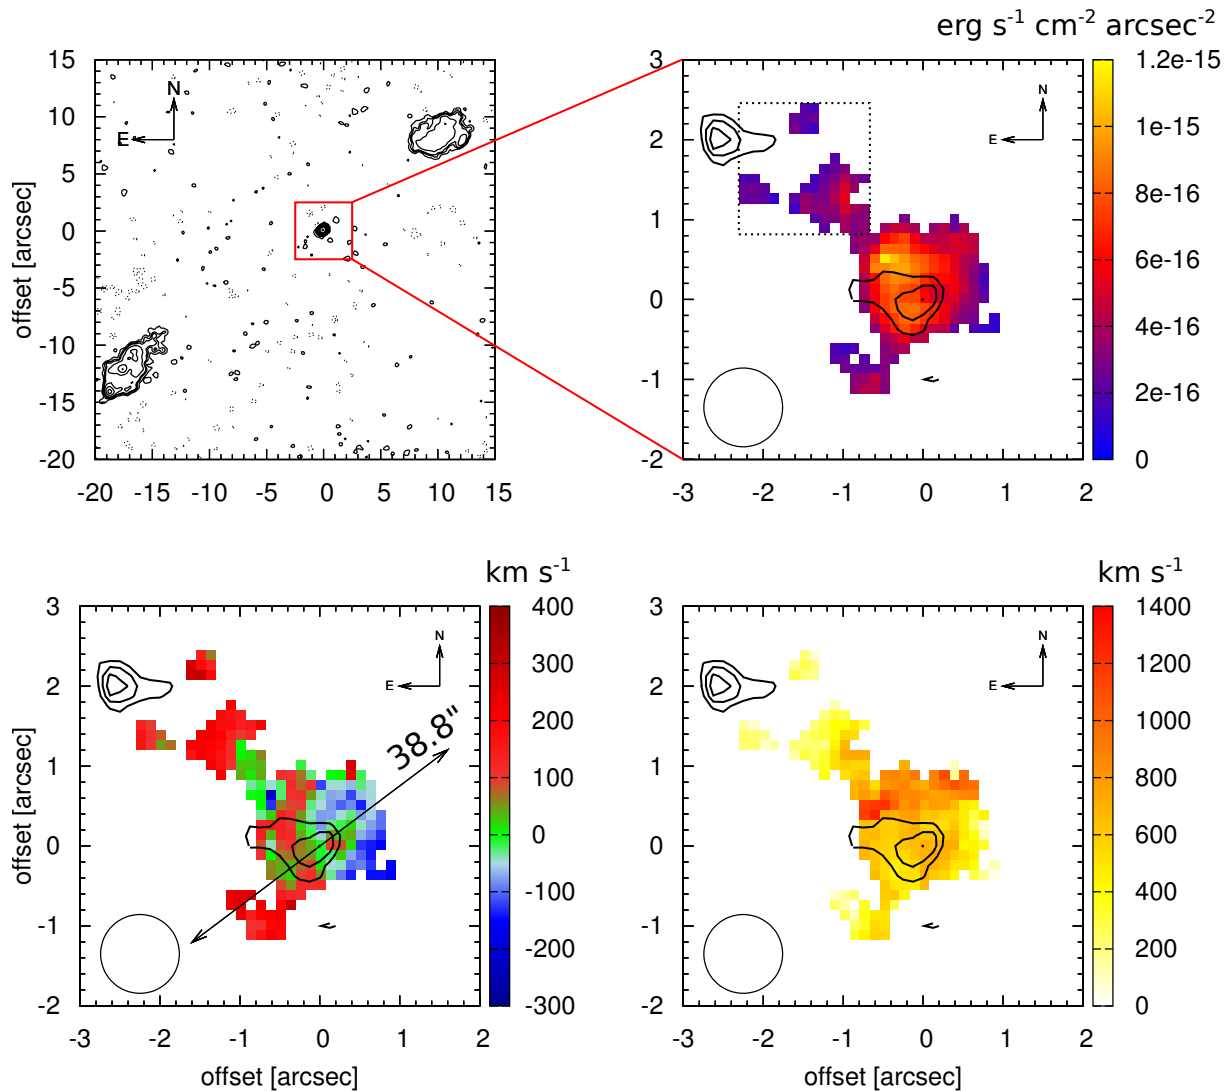 erg s-1 cm-2 arcsec-2
15
10
5
0
-5
-10
-15
-20
offset [arcsec]
N
E
-20 -15 -10 -5 0 5 10 15
3
2
1
0
-1
-2
N
E
-3 -2 -1 0 1 2
1.2e-15
1e-15
8e-16
6e-16
4e-16
2e-16
0
km s-1
3
2
1
0
-1
-2
offset [arcsec]
N
E
38.8"
-3 -2 -1 0 1 2
offset [arcsec]
400
300
200
100
0
-100
-200
-300
km s-1
3
2
1
0
-1
-2
N
E
-3 -2 -1 0 1 2
offset [arcsec]
1400
1200
1000
800
600
400
200
0